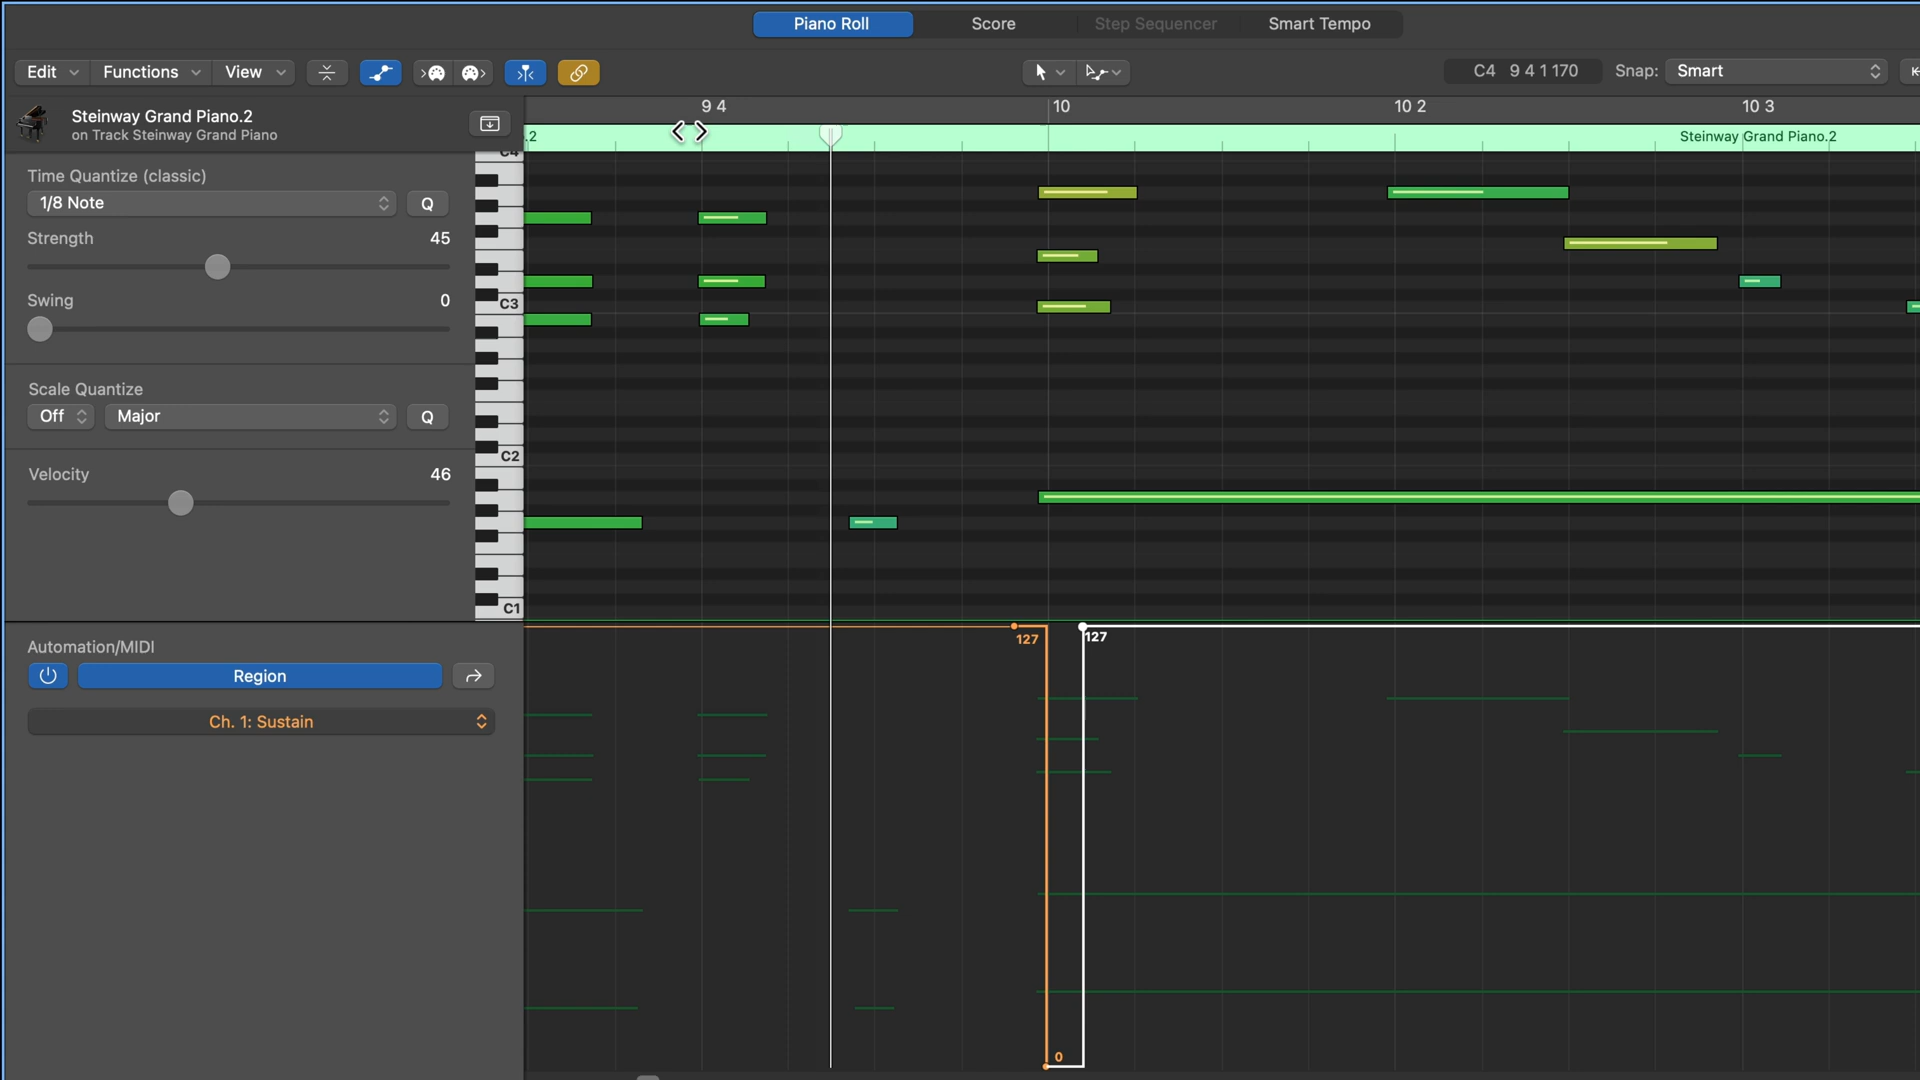 Piano Roll
Score
Step Sequencer
Smart Tempo
Edit
Functions
View
C4 9 4 1 170
Snap:
Smart
Steinway Grand Piano.2
on Track Steinway Grand Piano
9 4
10
10 2
10 3
.2
Steinway Grand Piano.2
Time Quantize (classic)
1/8 Note
Q
Strength
45
Swing
0
Scale Quantize
Off
Major
Q
Velocity
46
C4
C3
C2
C1
Automation/MIDI
Region
Ch. 1: Sustain
127
127
0